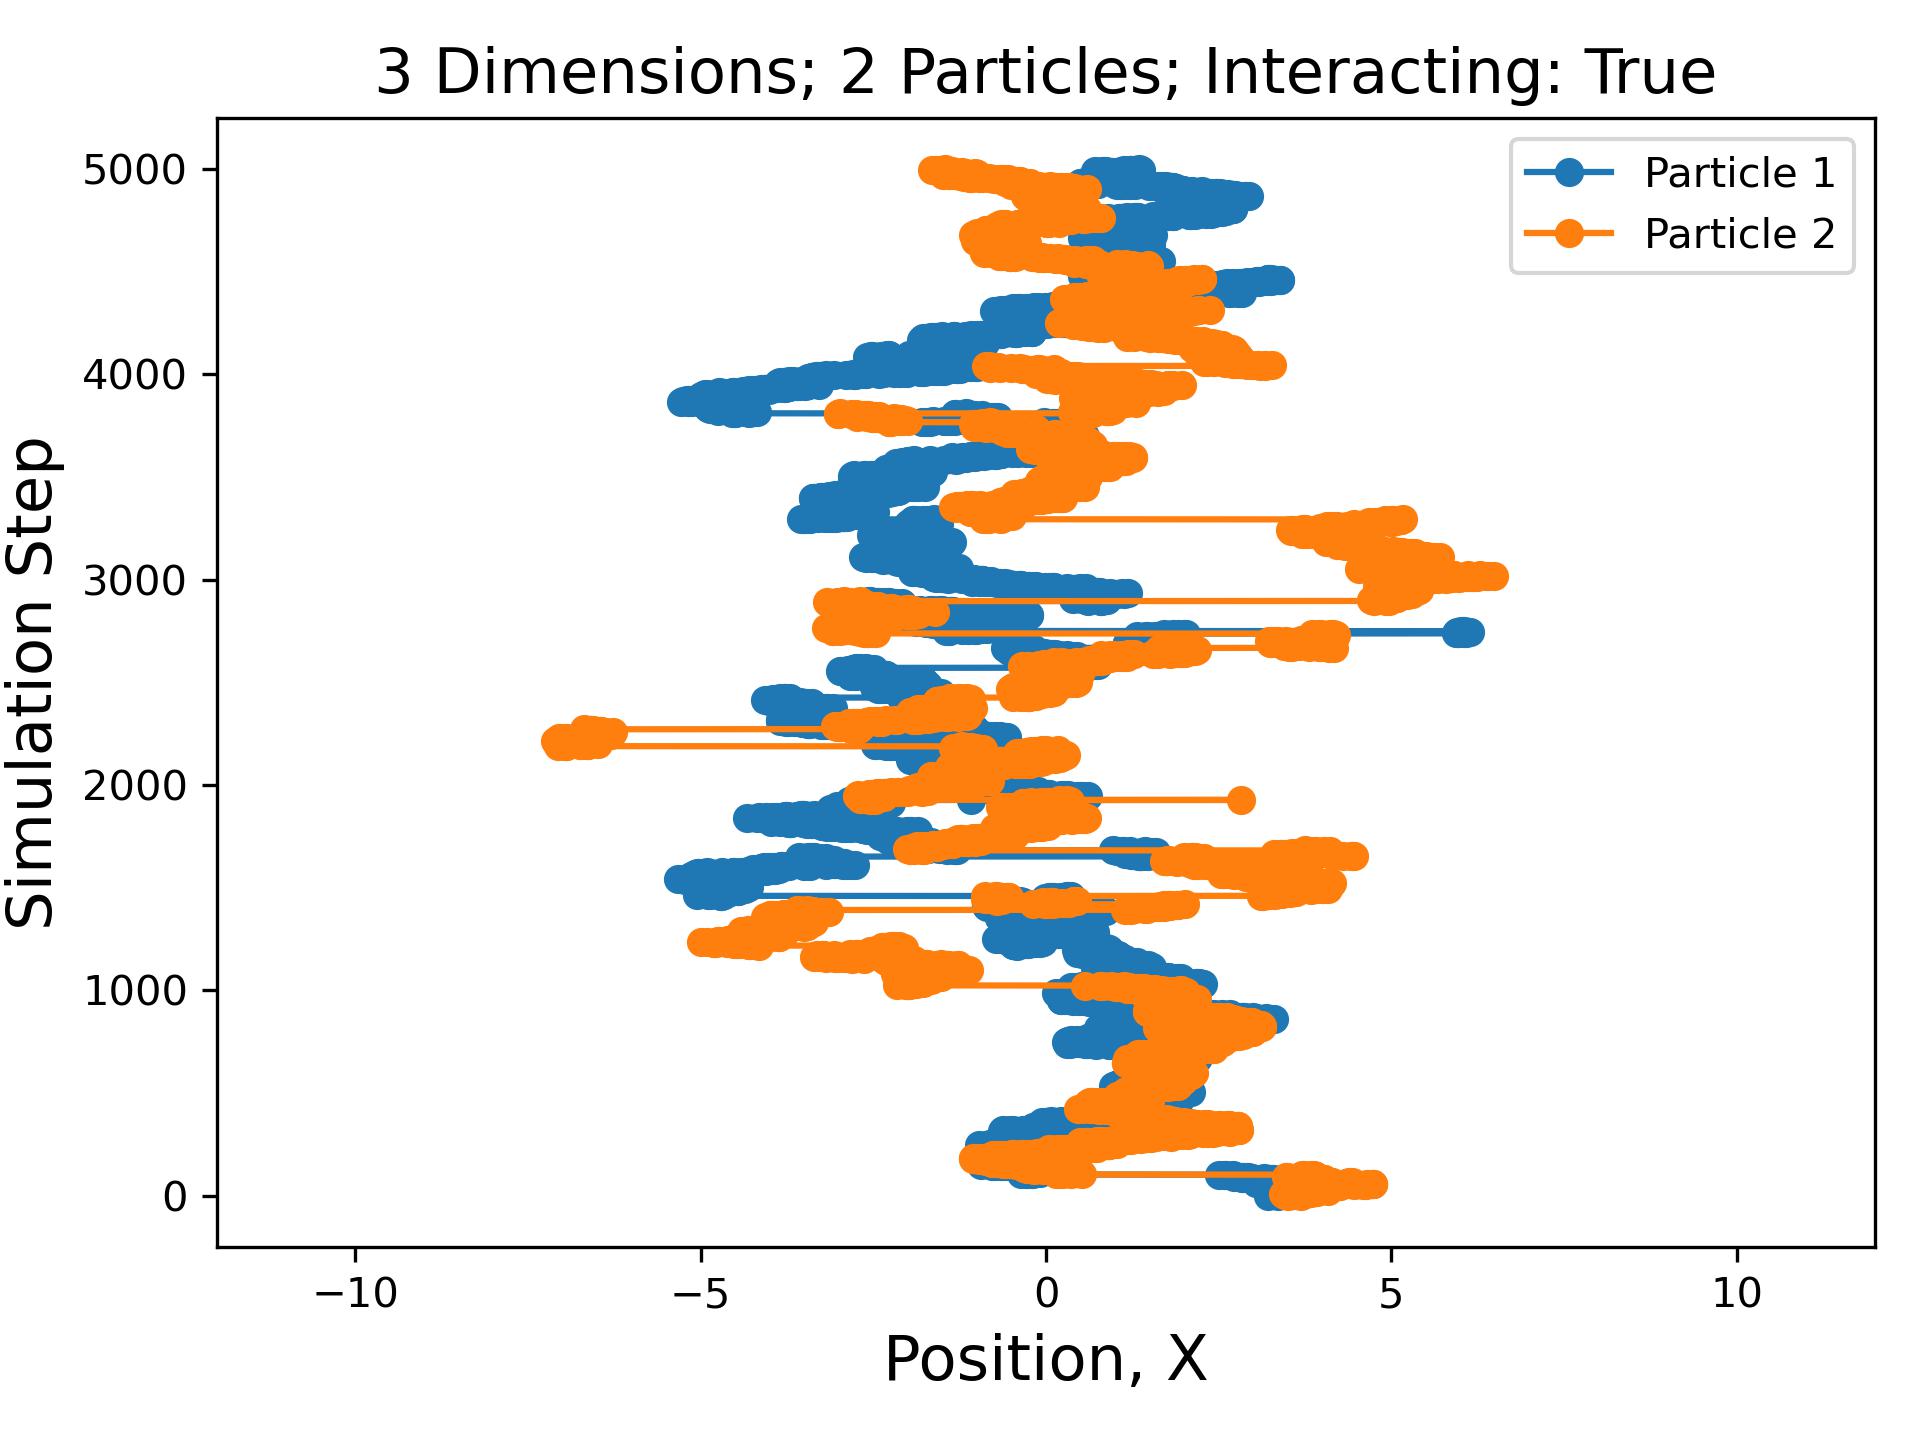 3 Dimensions; 2 Particles; Interacting: True
Particle 1
Particle 2
5000
4000
3000
2000
1000
0
Simulation Step
−10
−5
0
5
10
Position, X